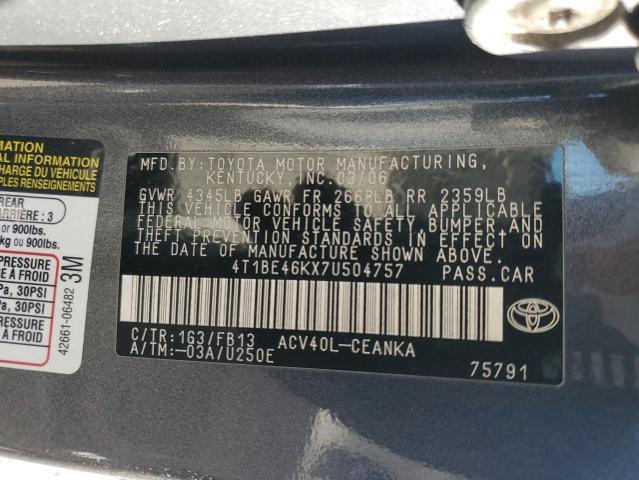 MATION
AL INFORMATION
CHARGE DU VÉHICULE
PNEUS
REAR
ARRIÈRE : 3
or 900lbs.
kg ou 900lbs.
PRESSURE
E À FROID
Pa, 30PSI
Pa, 30PSI
PRESSURE
E À FROID
42661-06482 3M
MFD.BY:TOYOTA MOTOR MANUFACTURING,
KENTUCKY, INC. 03/06
GVWR 4345LB GAWR FR 2668LB RR 2359LB
THIS VEHICLE CONFORMS TO ALL APPLICABLE
FEDERAL MOTOR VEHICLE SAFETY, BUMPER, AND
THEFT PREVENTION STANDARDS IN EFFECT ON
THE DATE OF MANUFACTURE SHOWN ABOVE.
4T1BE46KX7U504757 PASS.CAR
C/TR:1G3/FB13 ACV40L-CEANKA
A/TM:-03A/U250E
75791
TOYOTA